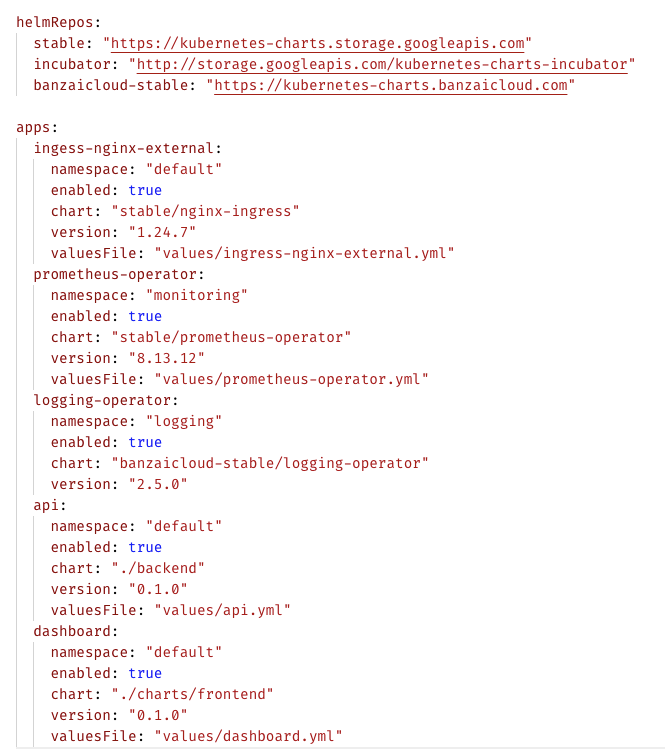 helmRepos:
  stable: "https://kubernetes-charts.storage.googleapis.com"
  incubator: "http://storage.googleapis.com/kubernetes-charts-incubator"
  banzaicloud-stable: "https://kubernetes-charts.banzaicloud.com"

apps:
  ingess-nginx-external:
    namespace: "default"
    enabled: true
    chart: "stable/nginx-ingress"
    version: "1.24.7"
    valuesFile: "values/ingress-nginx-external.yml"
  prometheus-operator:
    namespace: "monitoring"
    enabled: true
    chart: "stable/prometheus-operator"
    version: "8.13.12"
    valuesFile: "values/prometheus-operator.yml"
  logging-operator:
    namespace: "logging"
    enabled: true
    chart: "banzaicloud-stable/logging-operator"
    version: "2.5.0"
  api:
    namespace: "default"
    enabled: true
    chart: "./backend"
    version: "0.1.0"
    valuesFile: "values/api.yml"
  dashboard:
    namespace: "default"
    enabled: true
    chart: "./charts/frontend"
    version: "0.1.0"
    valuesFile: "values/dashboard.yml"